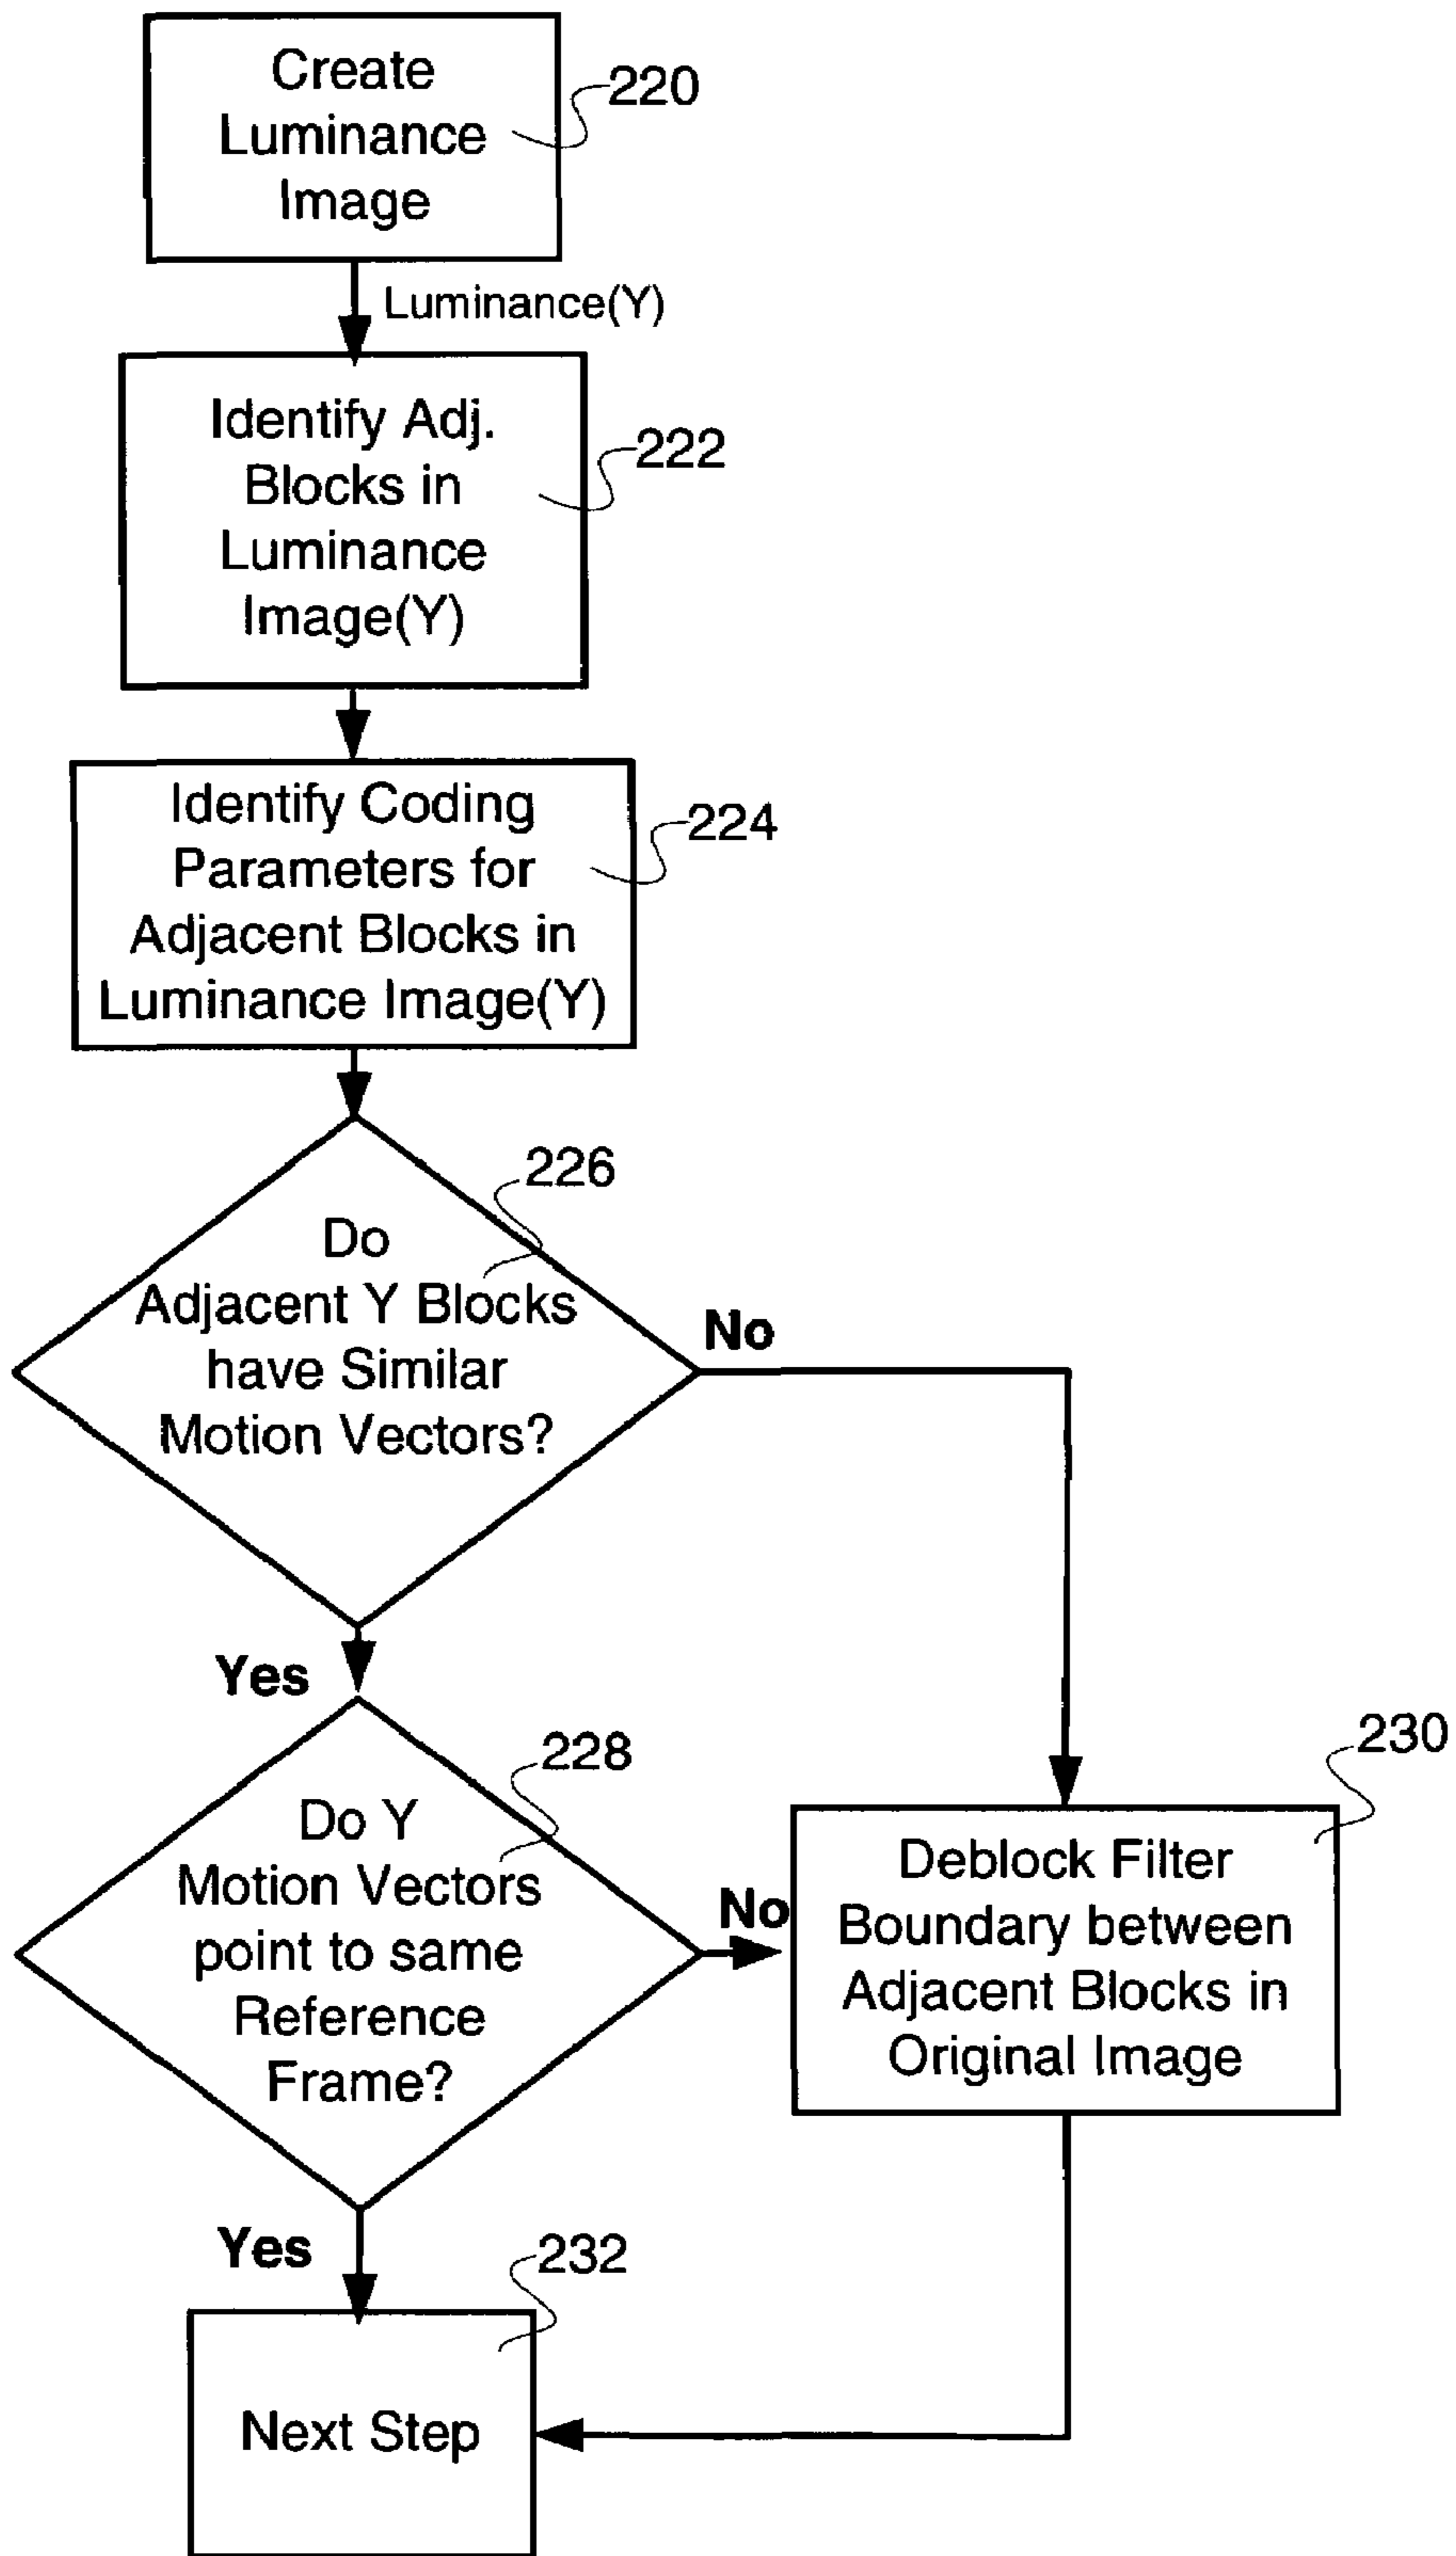 Create
Luminance
Image
220
Luminance(Y)
Identify Adj.
Blocks in
Luminance
Image(Y)
222
Identify Coding
Parameters for
Adjacent Blocks in
Luminance Image(Y)
224
226
Do
Adjacent Y Blocks
have Similar
Motion Vectors?
No
Yes
228
Do Y
Motion Vectors
point to same
Reference
Frame?
No
230
Deblock Filter
Boundary between
Adjacent Blocks in
Original Image
Yes
232
Next Step